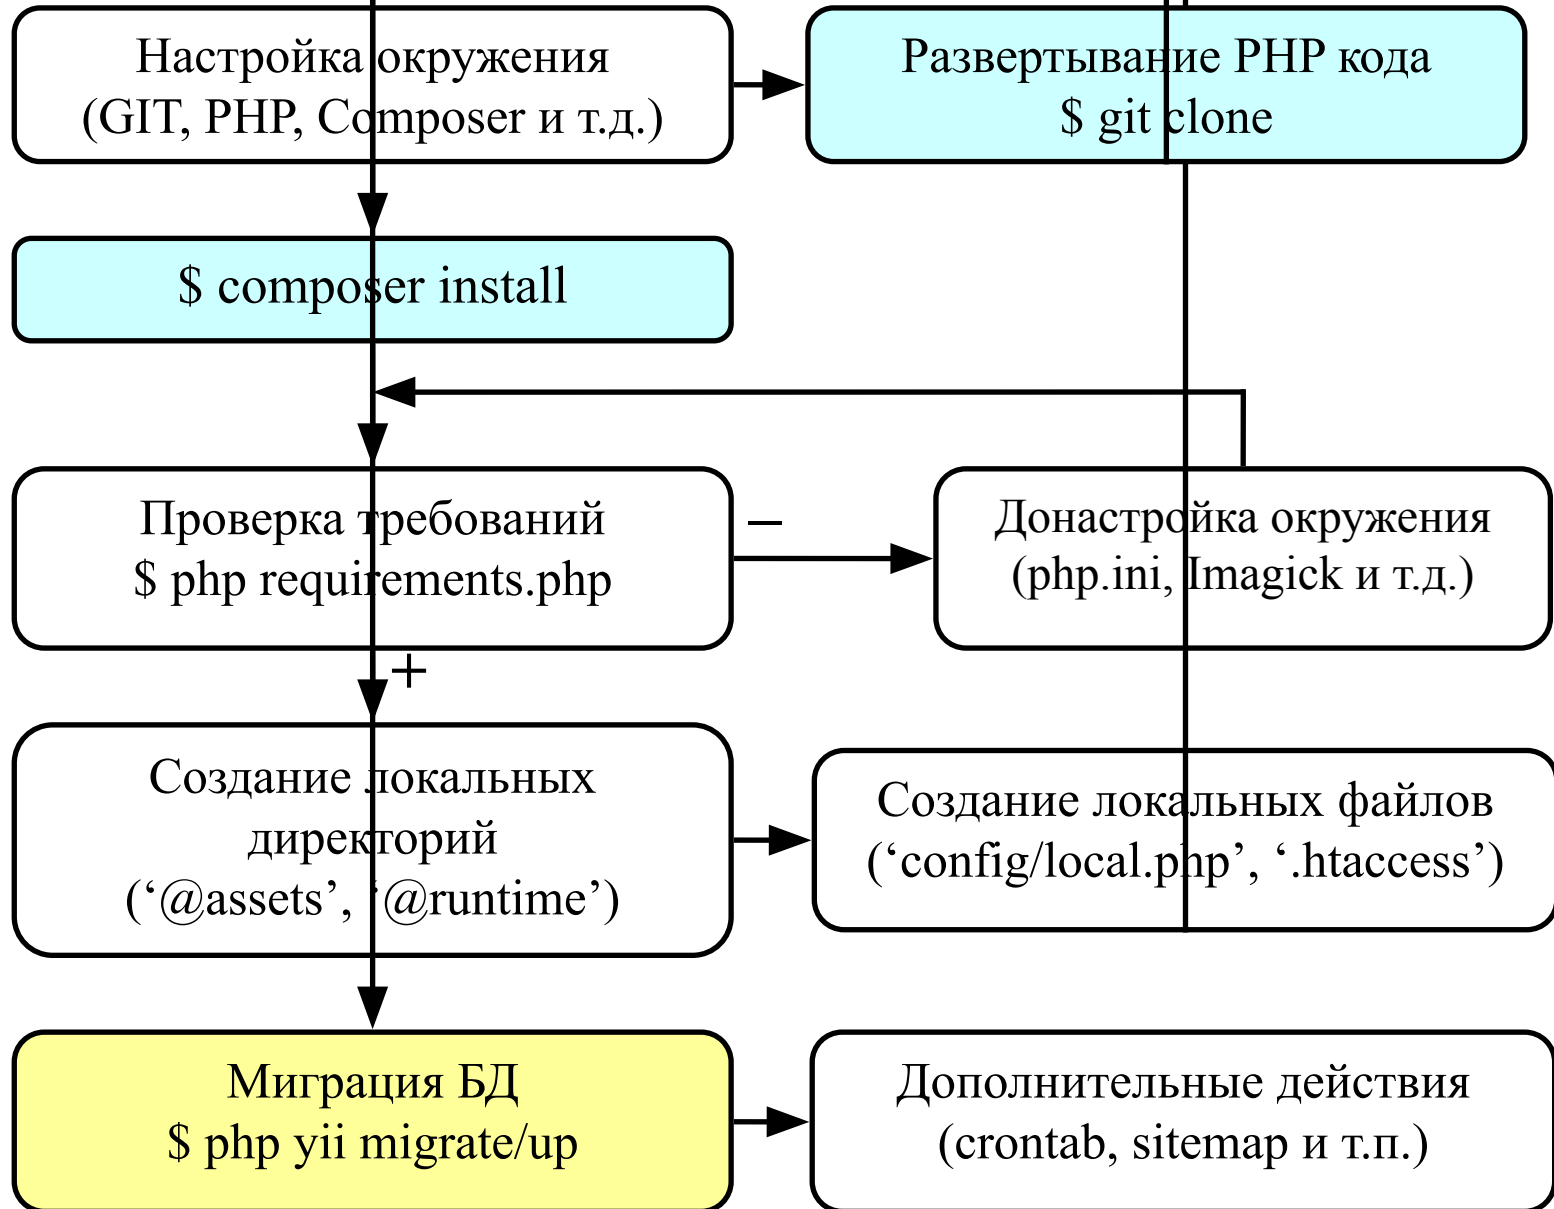 Настройка окружения
(GIT, PHP, Composer и т.д.)
Развертывание PHP кода
$ git clone
$ composer install
Проверка требований
$ php requirements.php
–
Донастройка окружения
(php.ini, Imagick и т.д.)
+
Создание локальных
директорий
(‘@assets’, ‘@runtime’)
Создание локальных файлов
(‘config/local.php’, ‘.htaccess’)
Миграция БД
$ php yii migrate/up
Дополнительные действия
(crontab, sitemap и т.п.)